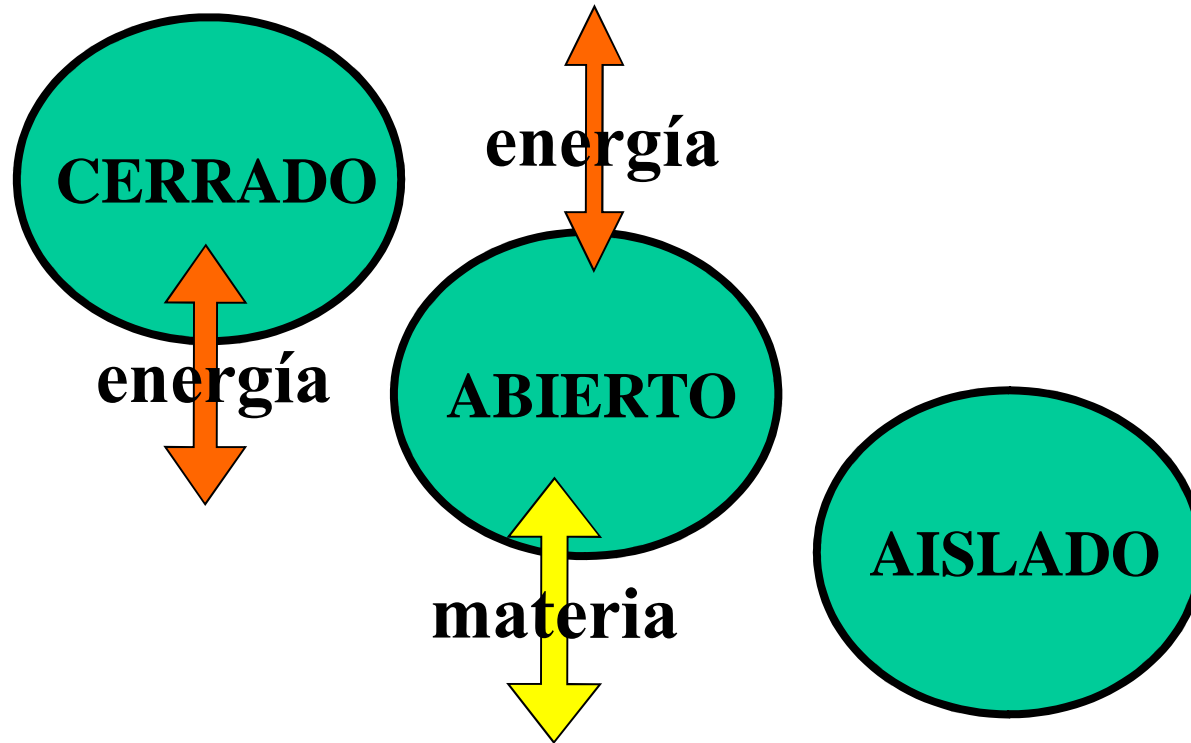 CERRADO
energía
energía
ABIERTO
materia
AISLADO